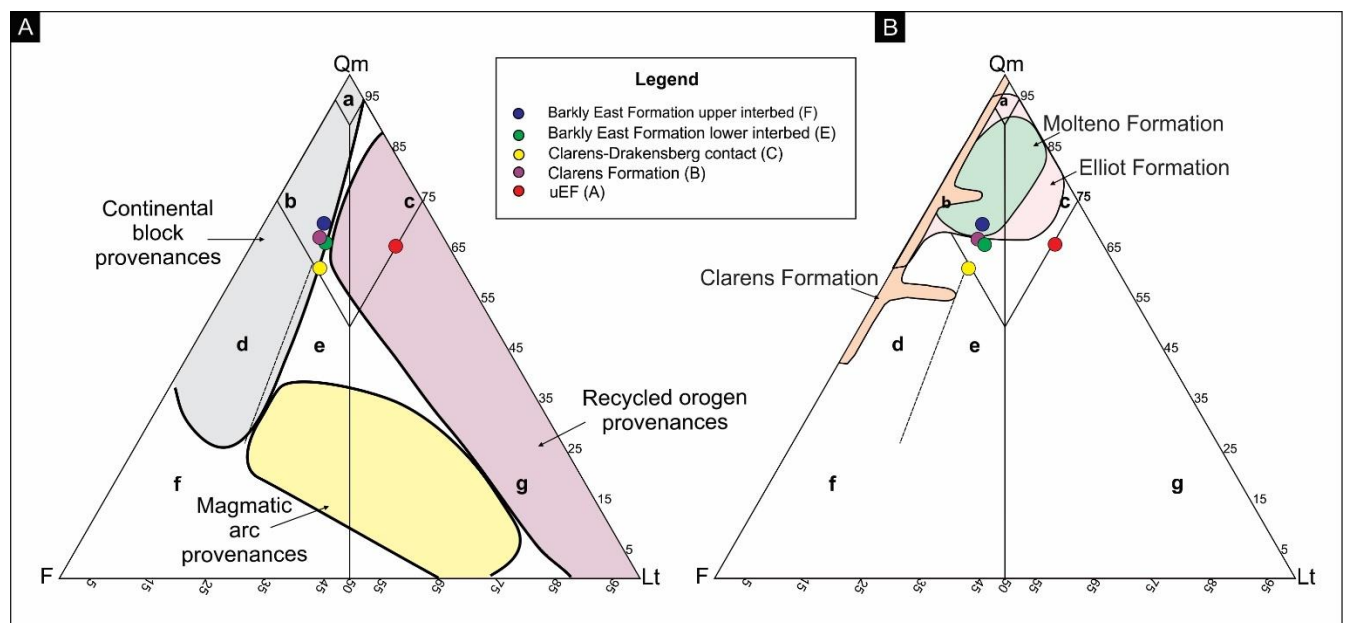 A
Qm
a
95
85
b
c
75
65
55
d
e
45
35
25
f
g
15
5
F
5
15
25
35
45
50
55
65
75
85
95
Lt
Continental
block
provenances
Recycled orogen
provenances
Magmatic
arc
provenances
Legend
Barkly East Formation upper interbed (F)
Barkly East Formation lower interbed (E)
Clarens-Drakensberg contact (C)
Clarens Formation (B)
uEF (A)
B
Qm
a
95
Molteno Formation
85
Elliot Formation
b
c
75
65
Clarens Formation
55
d
e
45
35
25
f
g
15
5
F
5
15
25
35
45
50
55
65
75
85
95
Lt